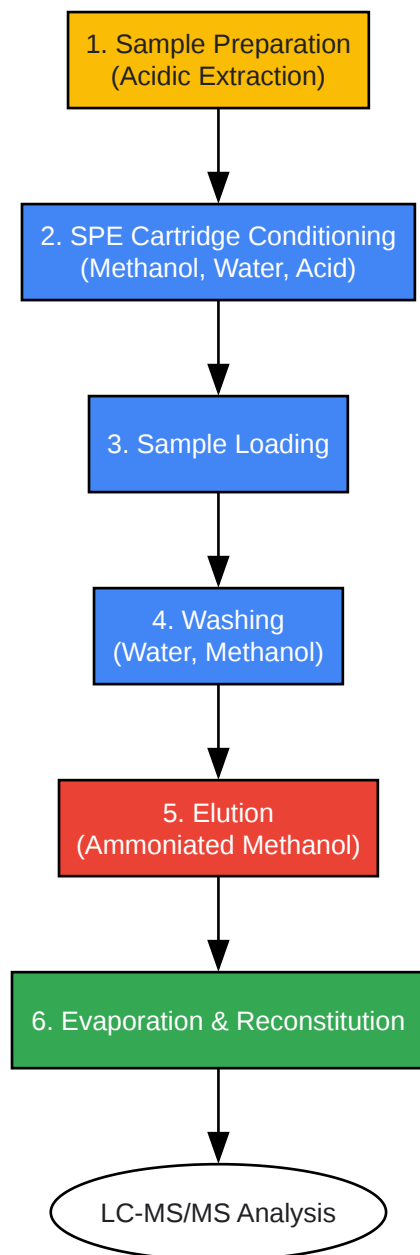 1. Sample Preparation
(Acidic Extraction)
2. SPE Cartridge Conditioning
(Methanol, Water, Acid)
3. Sample Loading
4. Washing
(Water, Methanol)
5. Elution
(Ammoniated Methanol)
6. Evaporation & Reconstitution
LC-MS/MS Analysis